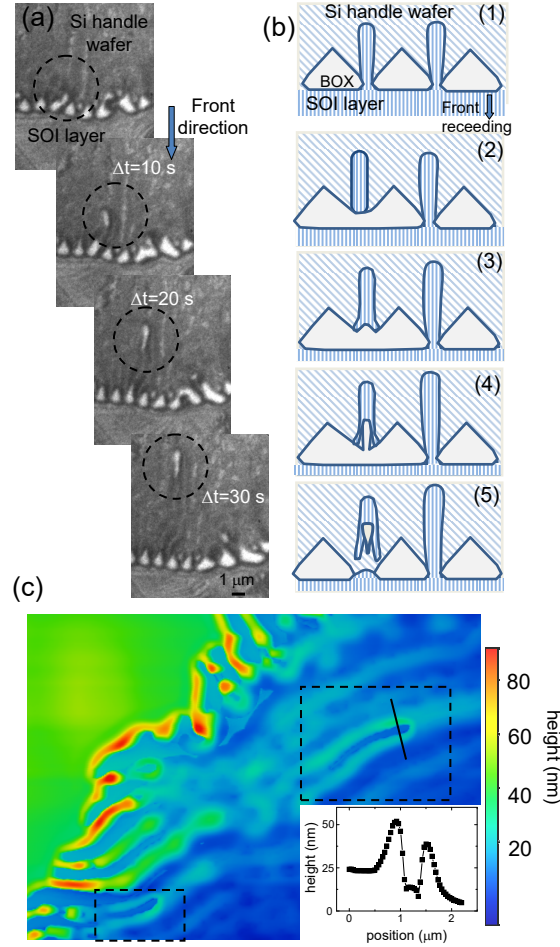 (a)
Si handle
wafer
SOI layer
Front
direction
Δt=10 s
Δt=20 s
Δt=30 s
1 μm
(b)
Si handle wafer
(1)
BOX
SOI layer
Front
receeding
(2)
(3)
(4)
(5)
(c)
80
60
40
20
height (nm)
50
25
0
height (nm)
0
1
2
position (μm)